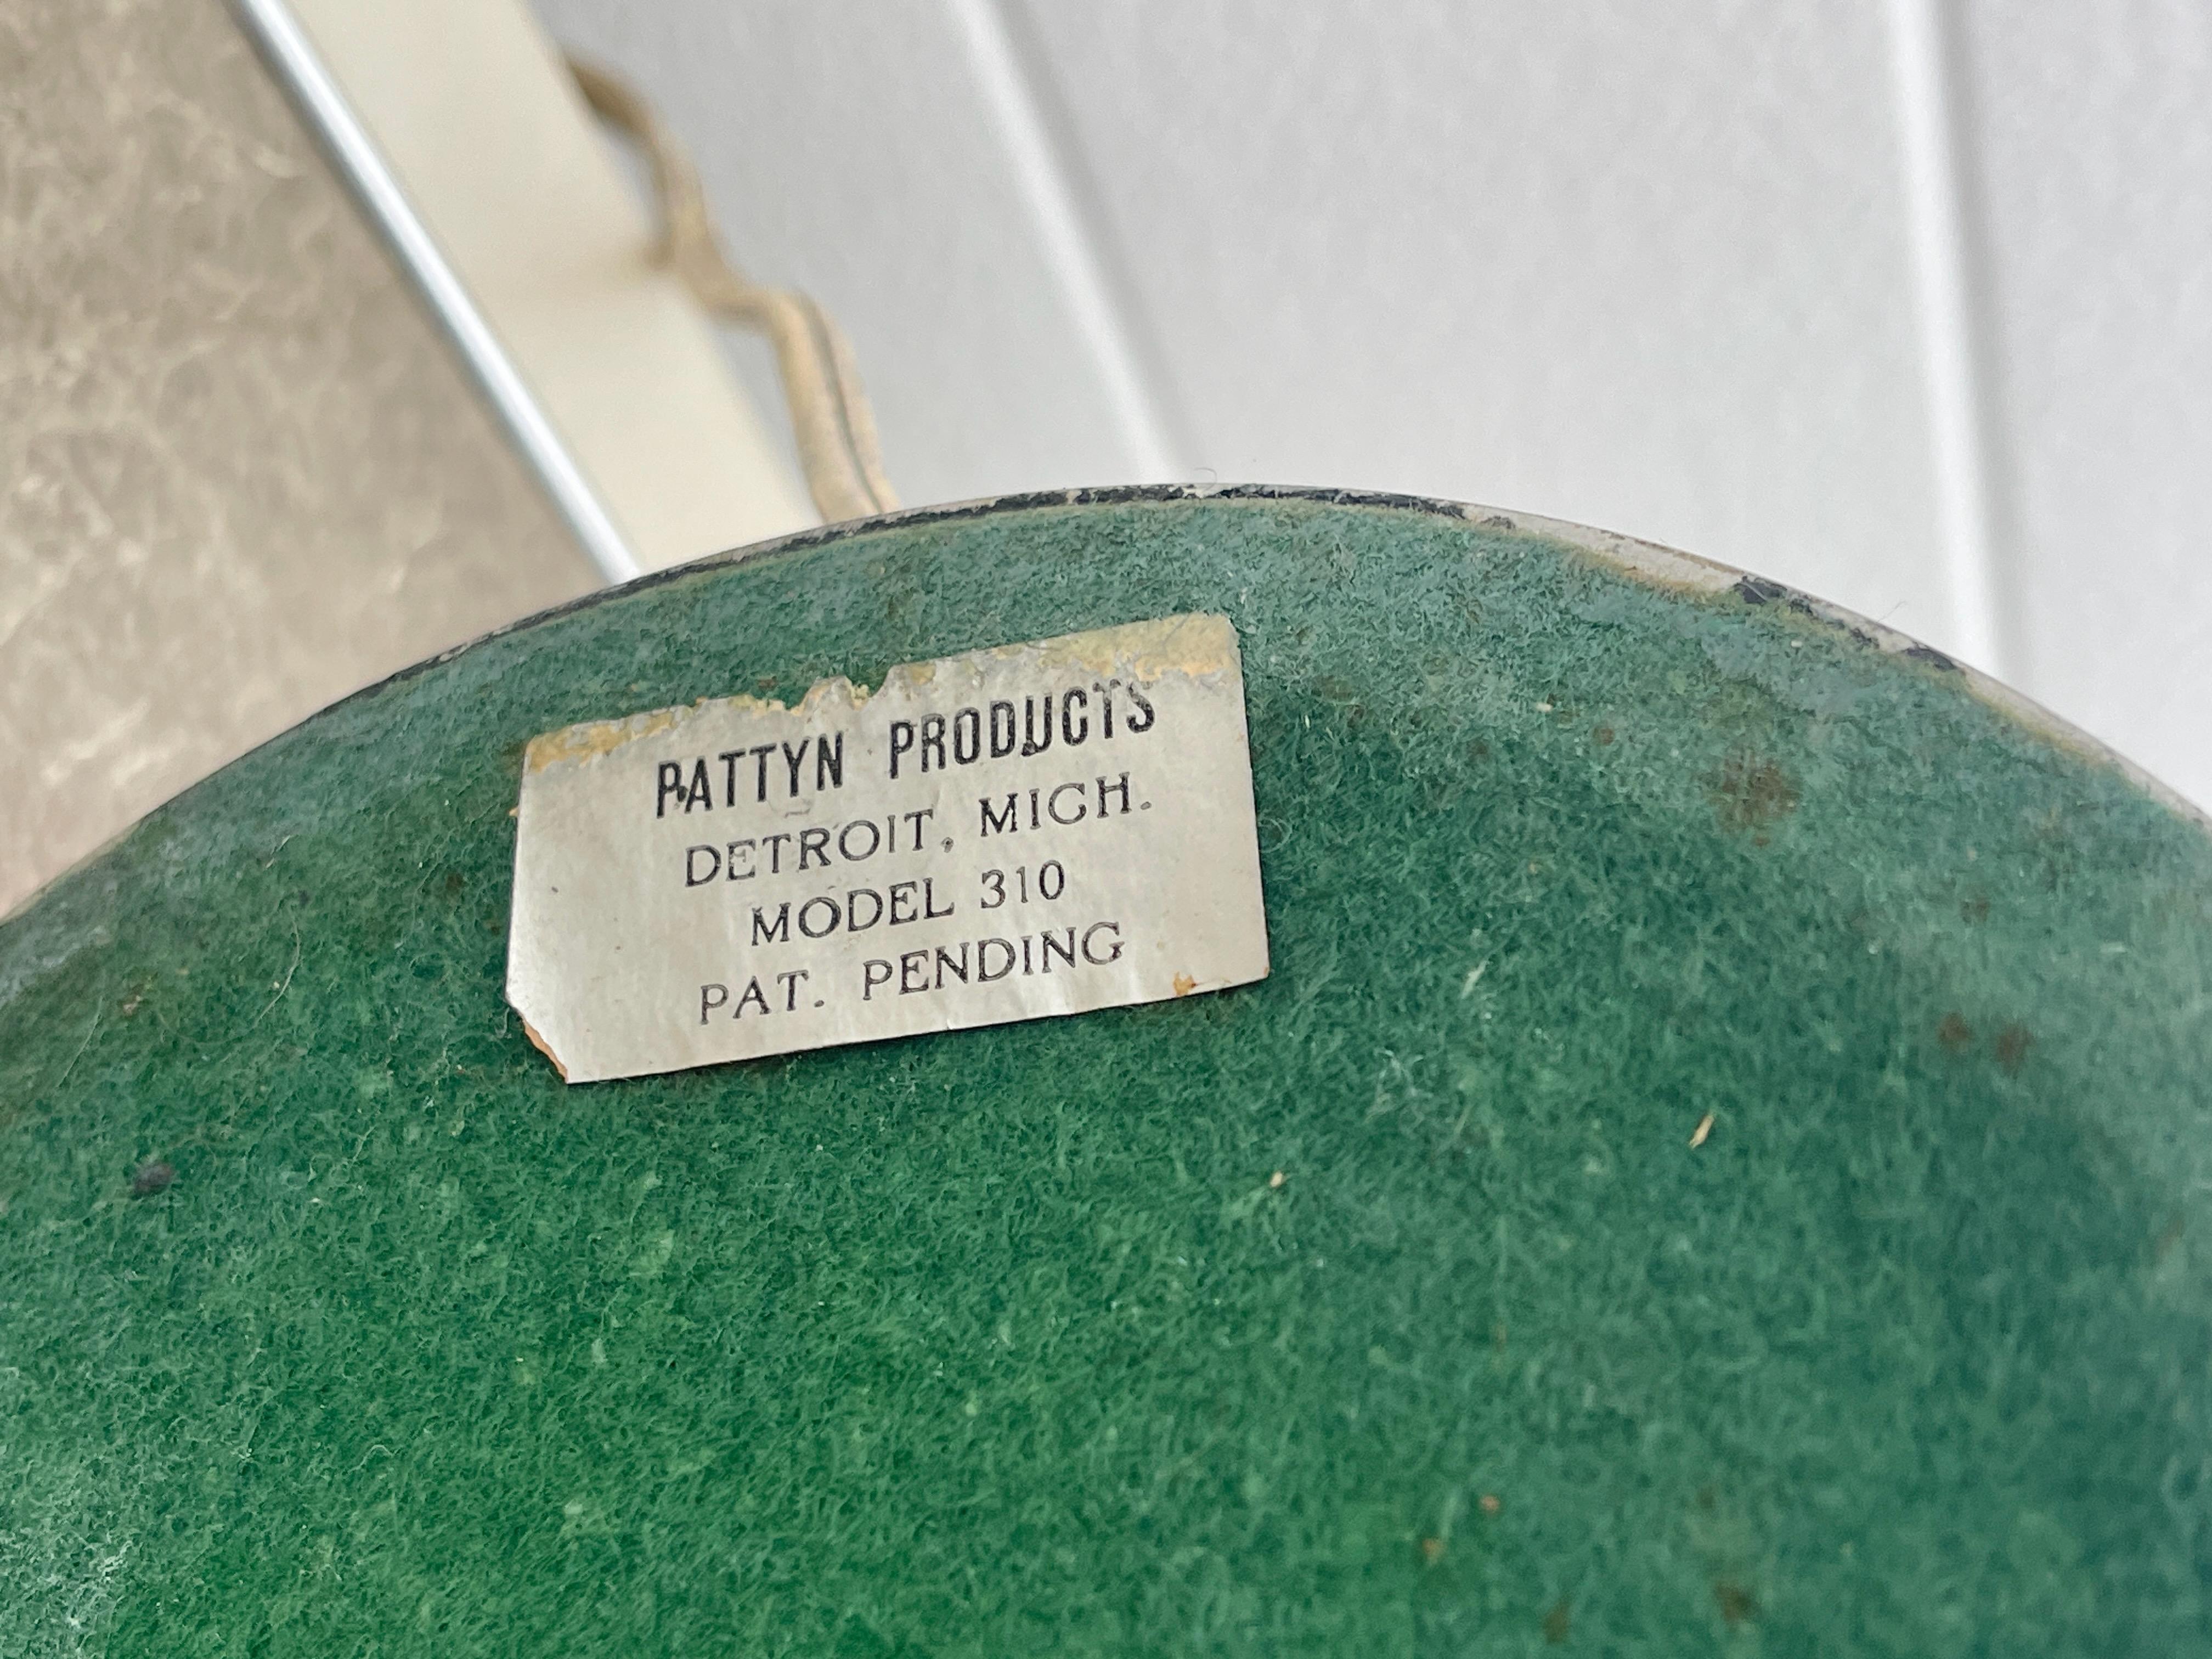 PATTYN PRODUCTS
DETROIT, MICH.
MODEL 310
PAT. PENDING